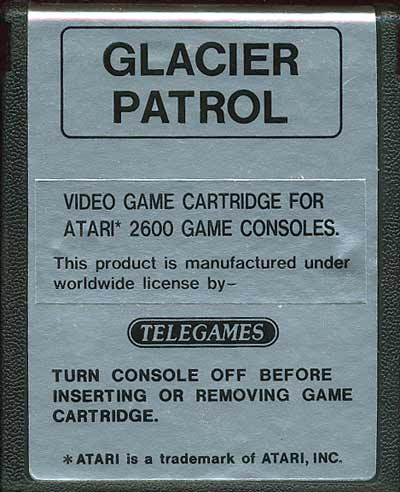 GLACIER
PATROL
VIDEO GAME CARTRIDGE FOR
ATARI* 2600 GAME CONSOLES.
This product is manufactured under
worldwide license by–
TELEGAMES
TURN CONSOLE OFF BEFORE
INSERTING OR REMOVING GAME
CARTRIDGE.
*ATARI is a trademark of ATARI, INC.